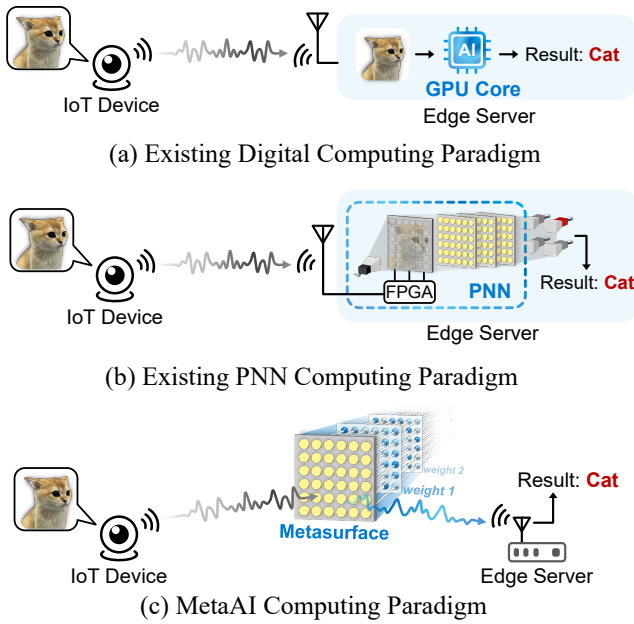 AI
Result: Cat
GPU Core
IoT Device
Edge Server
(a) Existing Digital Computing Paradigm
FPGA
PNN
Result: Cat
IoT Device
Edge Server
(b) Existing PNN Computing Paradigm
weight 2
weight 1
Result: Cat
Metasurface
IoT Device
Edge Server
(c) MetaAI Computing Paradigm